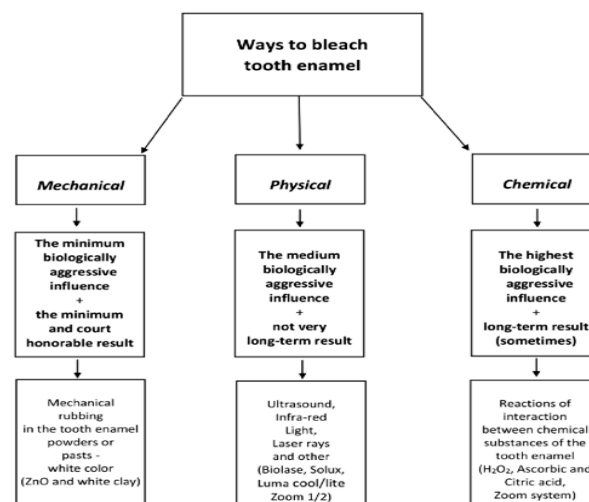 Ways to bleach
tooth enamel
Mechanical
Physical
Chemical
The minimum
biologically
aggressive
influence
+
the minimum
and court
honorable result
The medium
biologically
aggressive
influence
+
not very
long-term result
The highest
biologically
aggressive
influence
+
long-term result
(sometimes)
Mechanical
rubbing
in the tooth enamel
powders or
pasts -
white color
(ZnO and white clay)
Ultrasound,
Infra-red
Light,
Laser rays
and other
(Biolase, Solux,
Luma cool/lite
Zoom 1/2)
Reactions of
interaction
between chemical
substances of the
tooth enamel
(H₂O₂, Ascorbic and
Citric acid,
Zoom system)